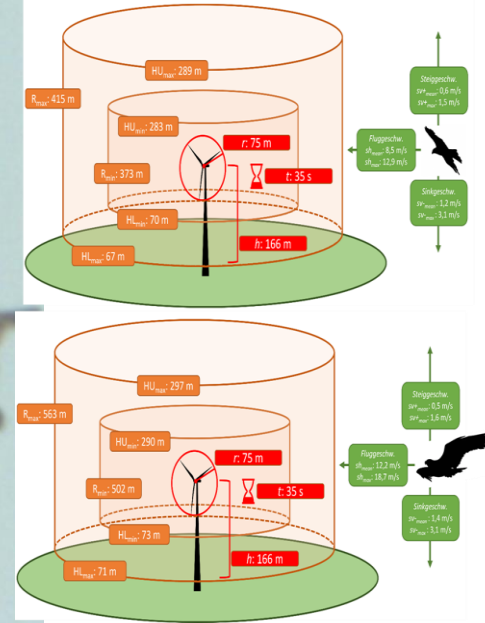 HUmax: 289 m
Rmax: 415 m
HUmin: 283 m
r: 75 m
Rmin: 373 m
t: 35 s
HLmin: 70 m
h: 166 m
HLmax: 67 m
Steiggeschw.
sv+mean: 0,6 m/s
sv+max: 1,5 m/s
Fluggeschw.
shmean: 8,5 m/s
shmax: 12,9 m/s
Sinkgeschw.
sv-mean: 1,2 m/s
sv-max: 3,1 m/s
HUmax: 297 m
Rmax: 563 m
HUmin: 290 m
r: 75 m
Rmin: 502 m
t: 35 s
HLmin: 73 m
h: 166 m
HLmax: 71 m
Steiggeschw.
sv+mean: 0,5 m/s
sv+max: 1,6 m/s
Fluggeschw.
shmean: 12,2 m/s
shmax: 18,7 m/s
Sinkgeschw.
sv-mean: 1,4 m/s
sv-max: 3,1 m/s